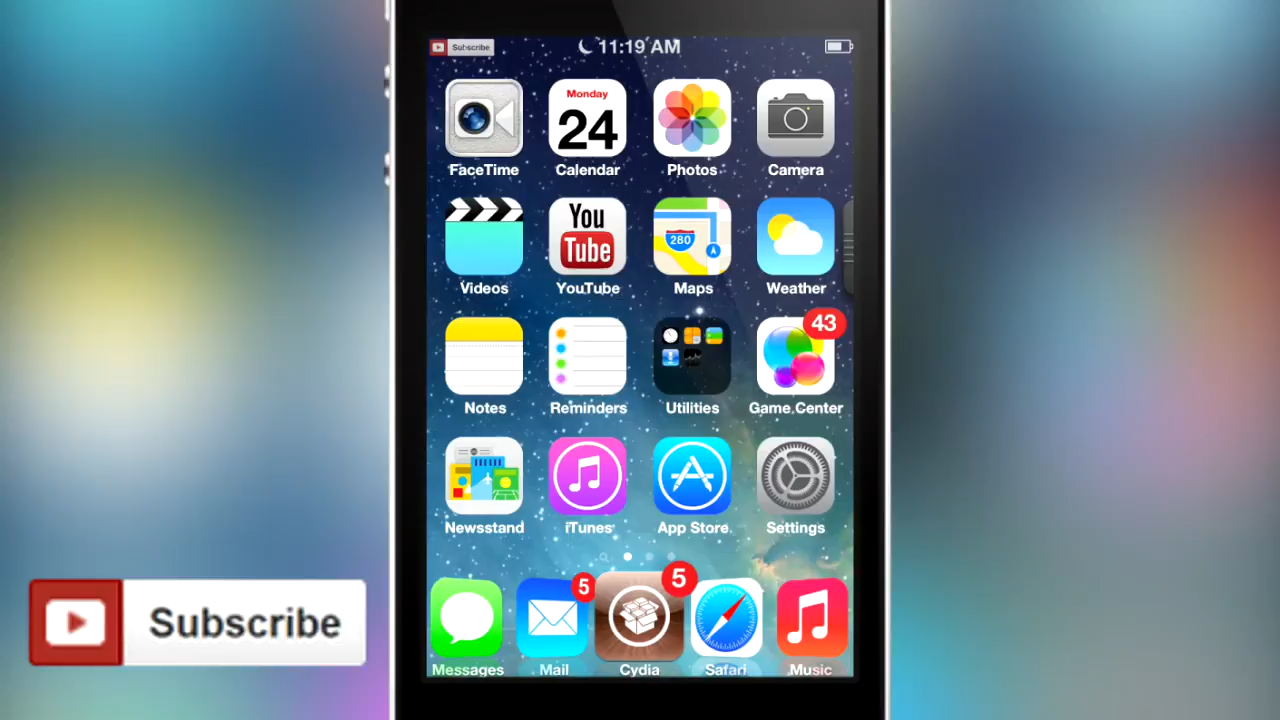 Subscribe
11:19 AM
Monday
24
FaceTime
Calendar
Photos
Camera
You
Tube
280
Videos
YouTube
Maps
Weather
43
Notes
Reminders
Utilities
Game Center
Newsstand
iTunes
App Store
Settings
5
5
Messages
Mail
Cydia
Safari
Music
Subscribe